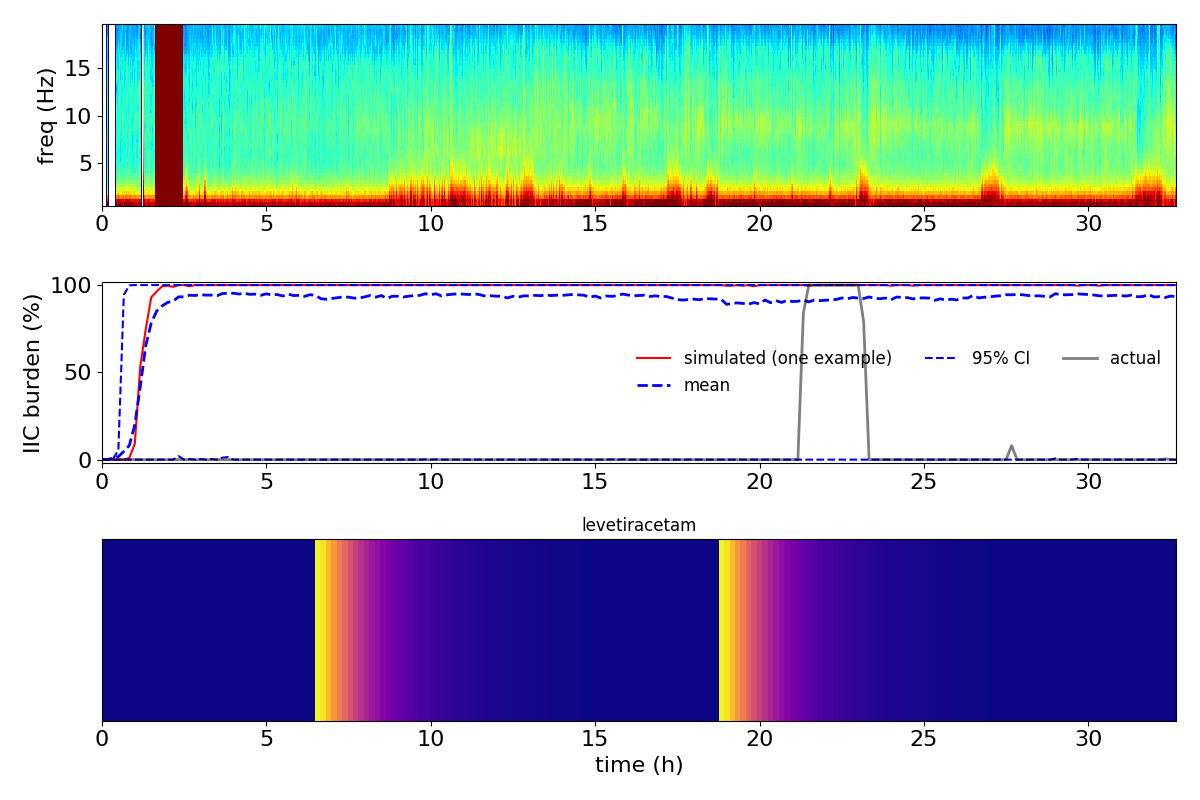 freq (Hz)
15
10
5
0 5 10 15 20 25 30
IIC burden (%)
100
50
0
simulated (one example) 95% CI actual
mean
0 5 10 15 20 25 30
levetiracetam
0 5 10 15 20 25 30
time (h)